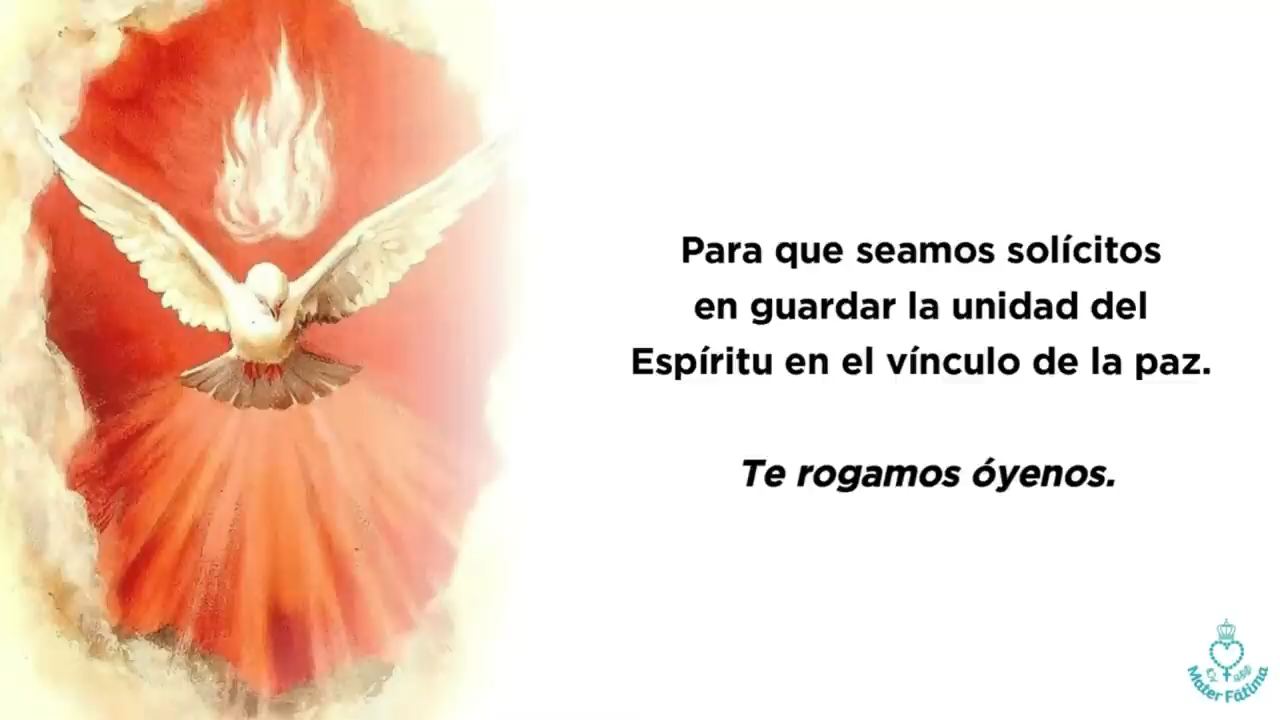 Para que seamos solícitos
en guardar la unidad del
Espíritu en el vínculo de la paz.
Te rogamos óyenos.
Mater Fátima